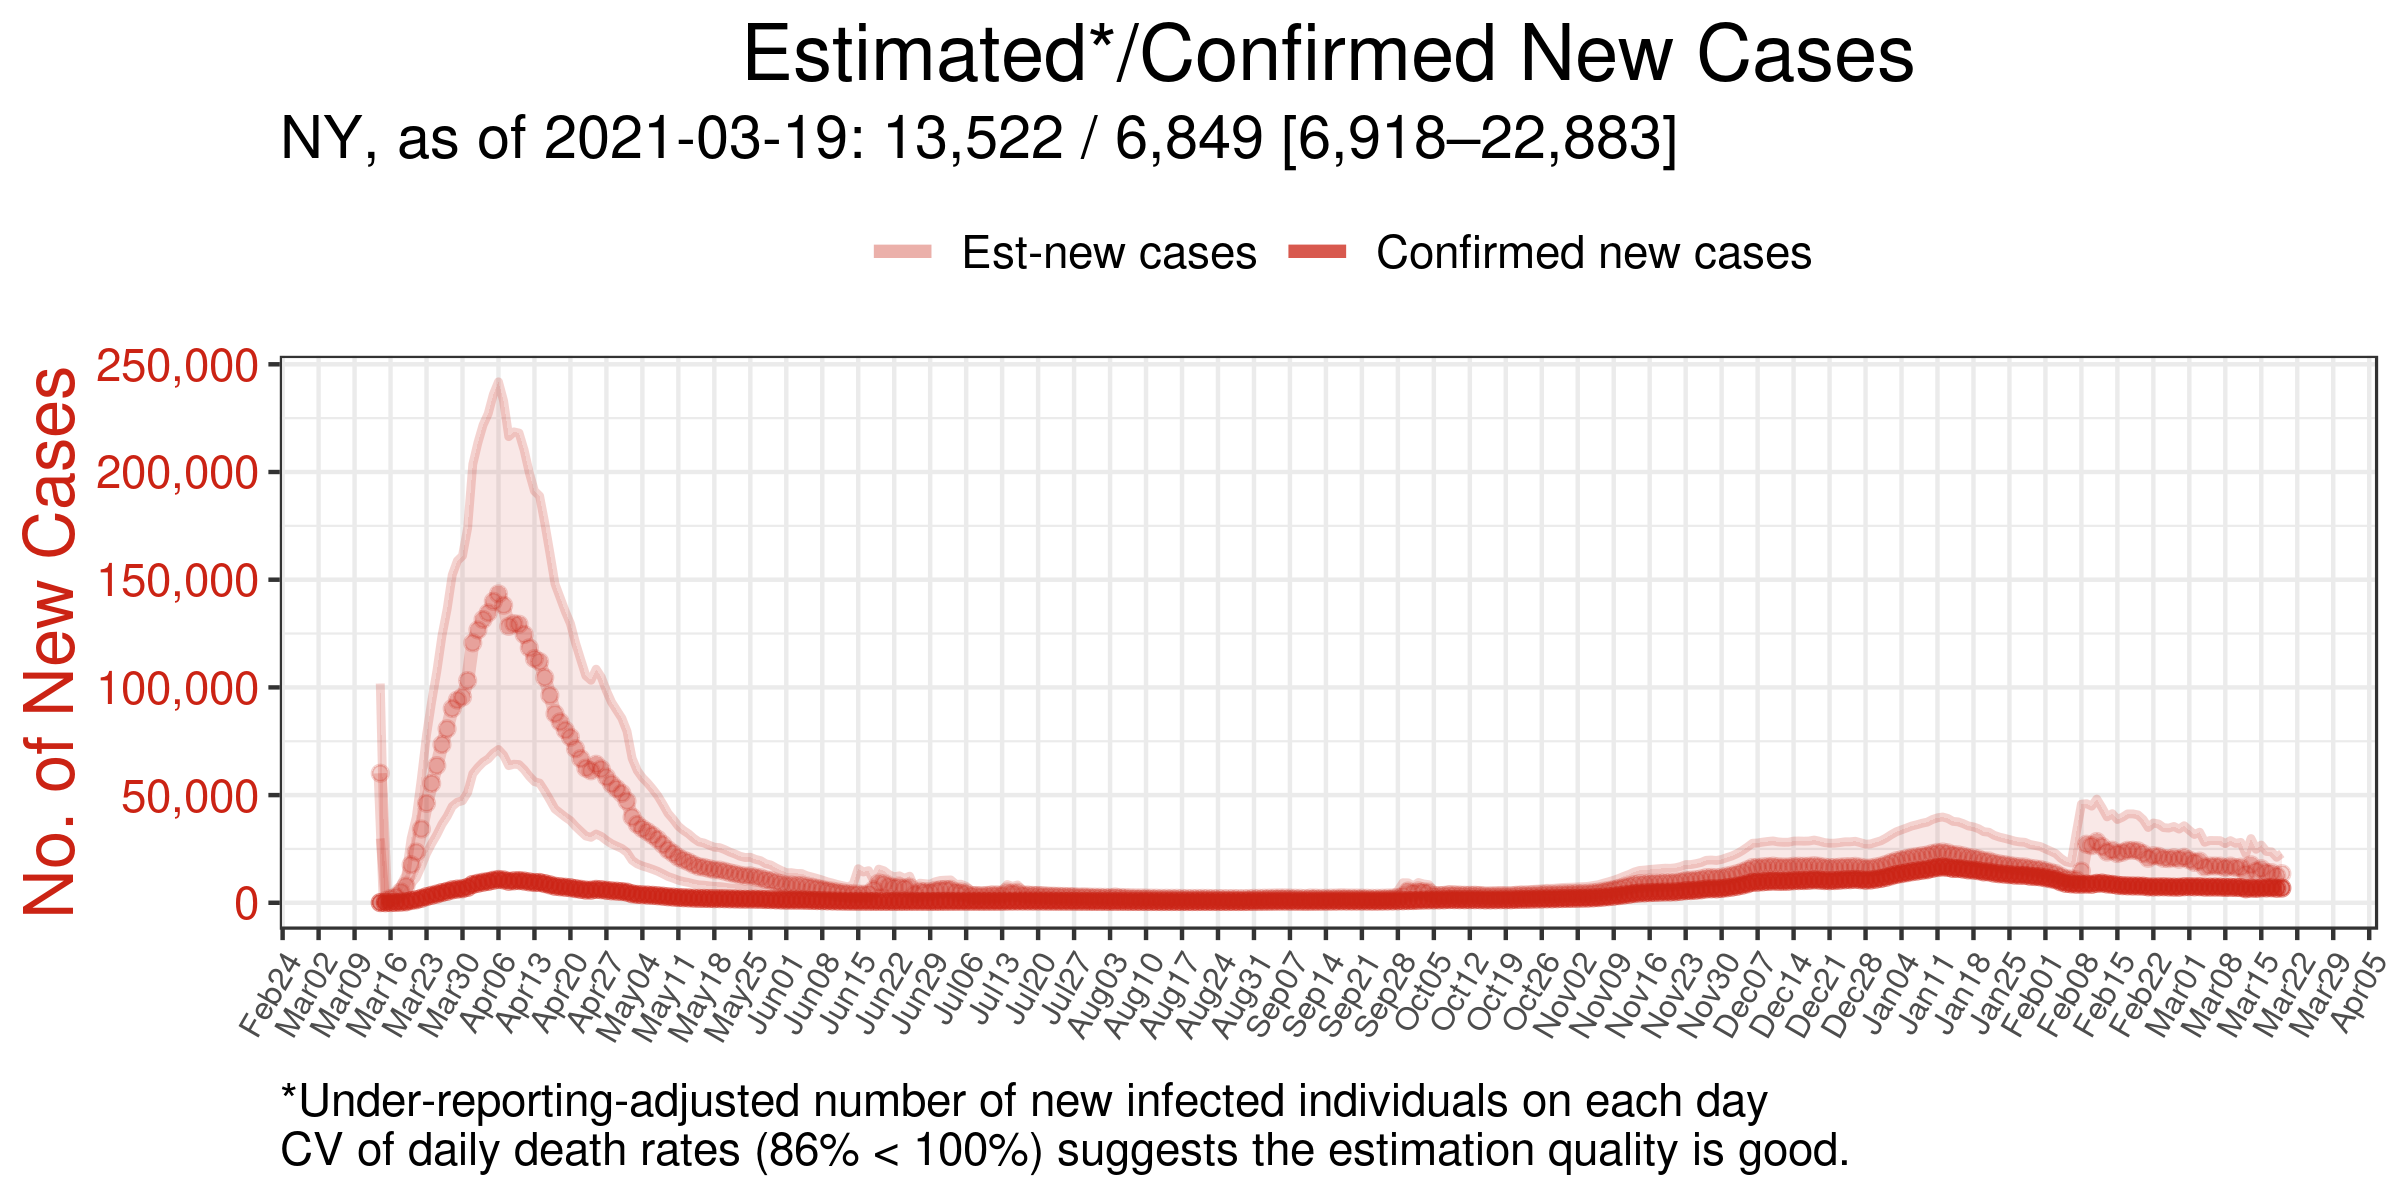 Estimated*/Confirmed New Cases
NY, as of 2021-03-19: 13,522 / 6,849 [6,918–22,883]
Est-new cases Confirmed new cases
No. of New Cases
250,000
200,000
150,000
100,000
50,000
0
Feb24 Mar02 Mar09 Mar16 Mar23 Mar30 Apr06 Apr13 Apr20 Apr27 May04 May11 May18 May25 Jun01 Jun08 Jun15 Jun22 Jun29 Jul06 Jul13 Jul20 Jul27 Aug03 Aug10 Aug17 Aug24 Aug31 Sep07 Sep14 Sep21 Sep28 Oct05 Oct12 Oct19 Oct26 Nov02 Nov09 Nov16 Nov23 Nov30 Dec07 Dec14 Dec21 Dec28 Jan04 Jan11 Jan18 Jan25 Feb01 Feb08 Feb15 Feb22 Mar01 Mar08 Mar15 Mar22 Mar29 Apr05
*Under-reporting-adjusted number of new infected individuals on each day
CV of daily death rates (86% < 100%) suggests the estimation quality is good.